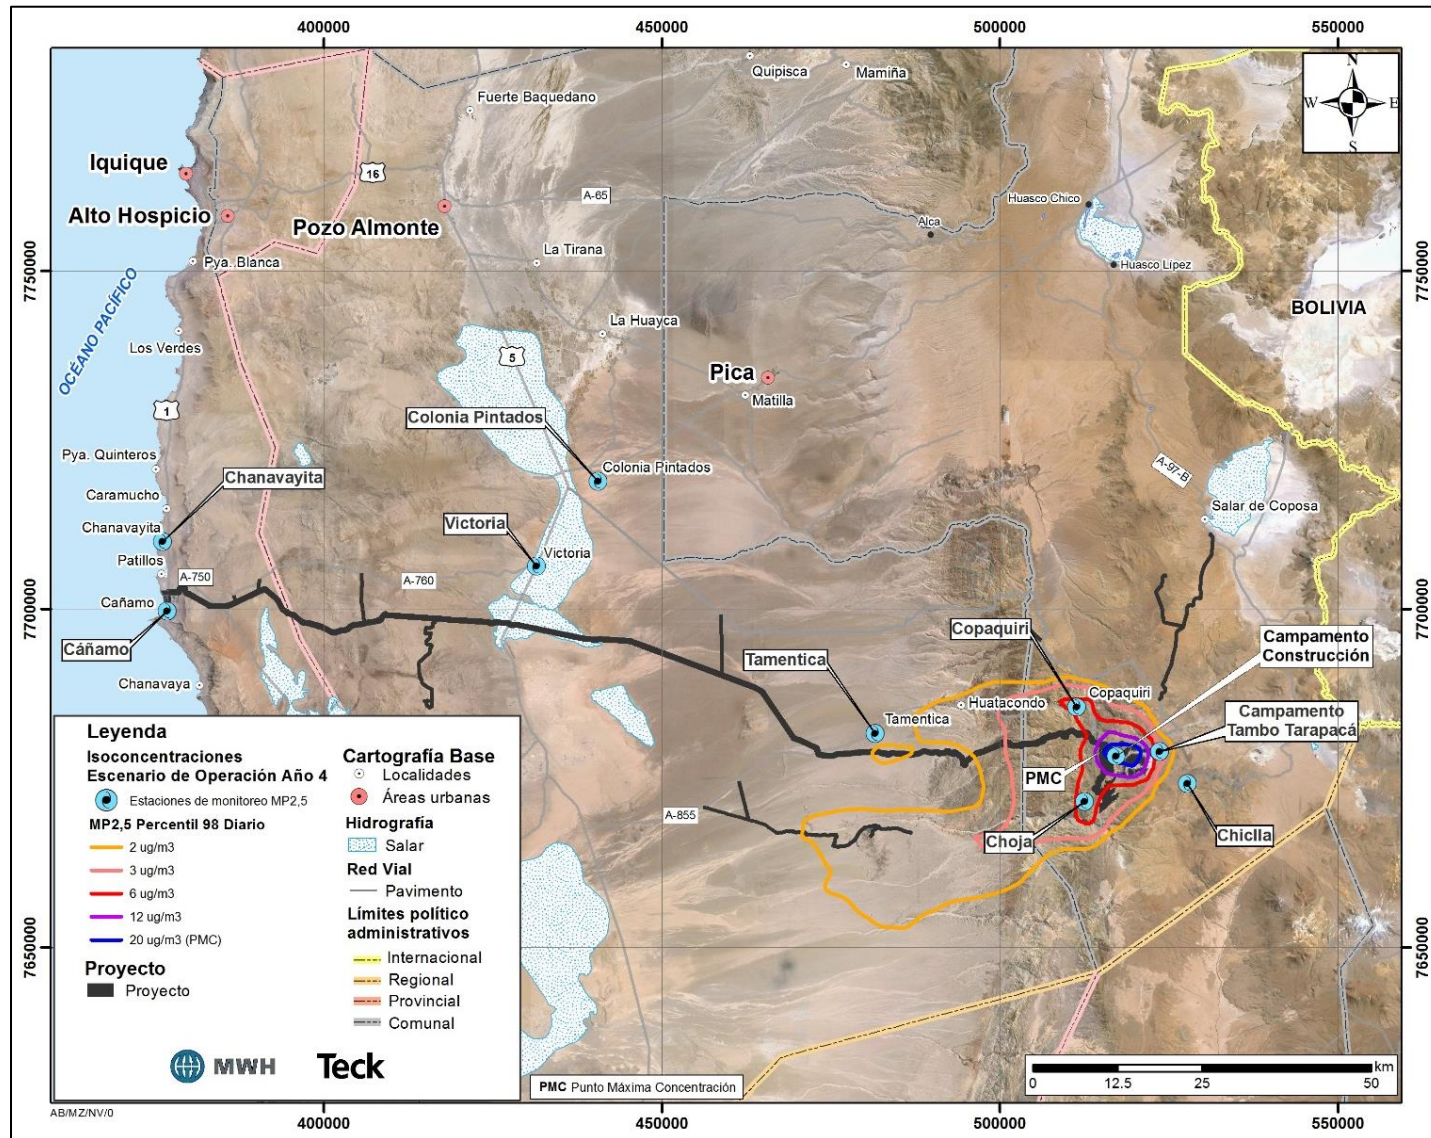 400000
450000
500000
550000
N
W
E
S
Quipisca
Mamiña
Fuerte Baquedano
Iquique
16
A-65
Huasco Chico
Alto Hospicio
Pozo Almonte
Alca
La Tirana
Pya. Blanca
Huasco Lípez
7750000
7750000
OCÉANO PACÍFICO
BOLIVIA
La Huayca
Los Verdes
5
Pica
Matilla
1
Colonia Pintados
Pya. Quinteros
Colonia Pintados
A-97-B
Chanavayita
Caramucho
Salar de Coposa
Chanavayita
Victoria
Victoria
Patillos
A-750
A-760
Cañamo
7700000
7700000
Copaquiri
Campamento
Construcción
Cáñamo
Tamentica
Chanavaya
Copaquiri
Huatacondo
Campamento
Tambo Tarapacá
Tamentica
PMC
A-855
Choja
Chiclla
Leyenda
Isoconcentraciones
Escenario de Operación Año 4
Estaciones de monitoreo MP2,5
MP2,5 Percentil 98 Diario
2 ug/m3
3 ug/m3
6 ug/m3
12 ug/m3
20 ug/m3 (PMC)
Proyecto
Proyecto
Cartografía Base
Localidades
Áreas urbanas
Hidrografía
Salar
Red Vial
Pavimento
Límites político
administrativos
Internacional
Regional
Provincial
Comunal
MWH
Teck
7650000
7650000
PMC Punto Máxima Concentración
km
0
12.5
25
50
AB/MZ/NV/0
400000
450000
500000
550000